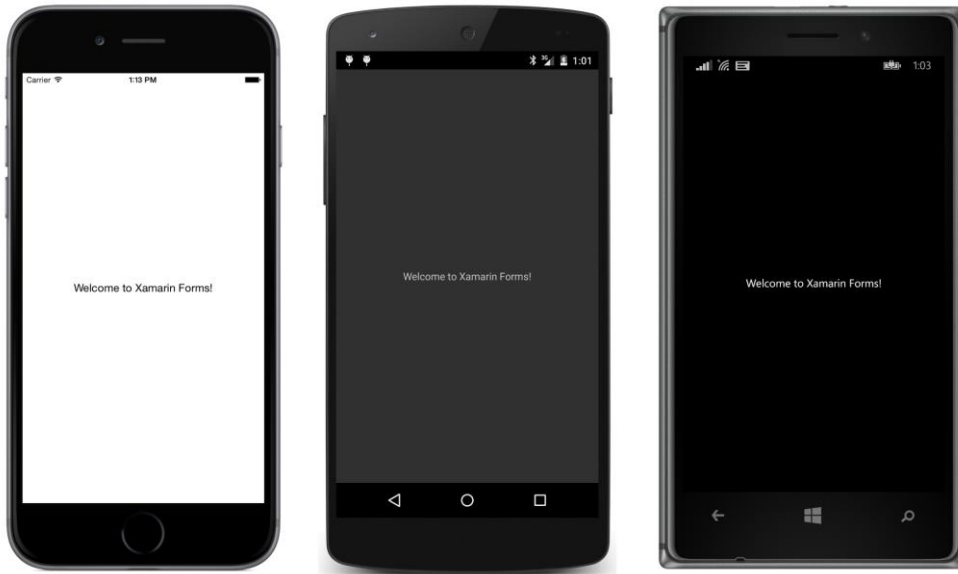 Carrier
1:13 PM
Welcome to Xamarin Forms!
3G
1:01
Welcome to Xamarin Forms!
1:03
Welcome to Xamarin Forms!